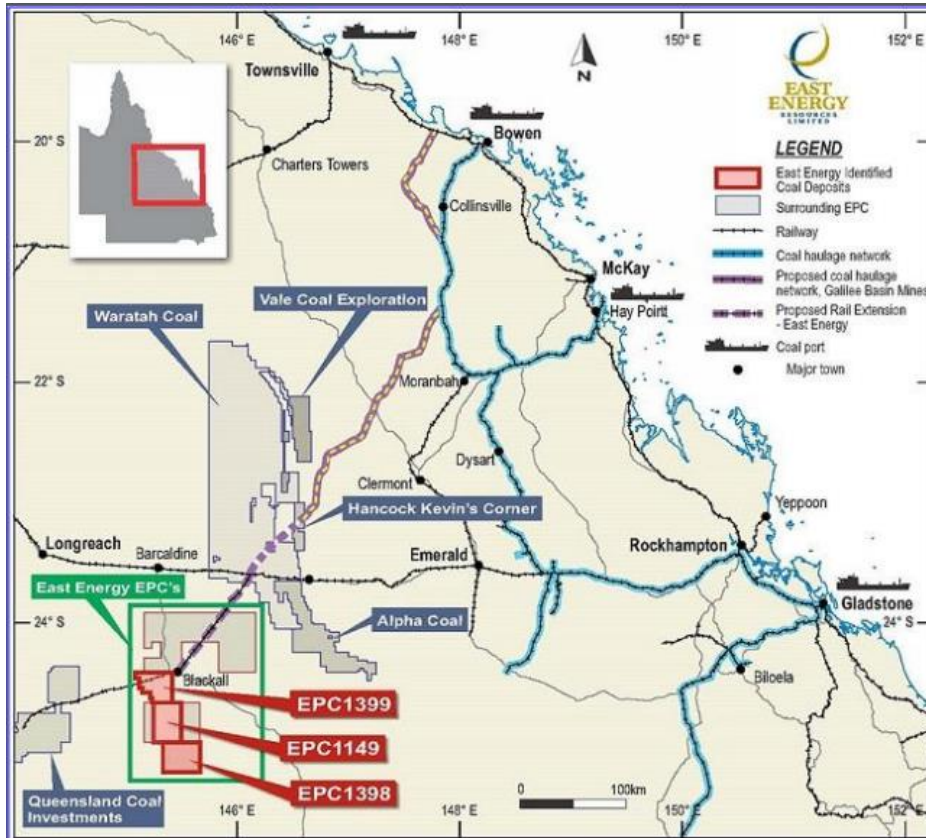 146° E
148° E
150° E
152° E
Townsville
N
EAST
ENERGY
RESOURCES
LIMITED
20° S
Charters Towers
Bowen
Collinsville
LEGEND
East Energy Identified
Coal Deposits
Surrounding EPC
Railway
Coal haulage network
Proposed coal haulage
network, Galilee Basin Mines
Proposed Rail Extension
- East Energy
Coal port
Major town
McKay
Hay Pointt
Vale Coal Exploration
Waratah Coal
22° S
Moranbah
Dysart
Clermont
Hancock Kevin's Corner
Yeppoon
Longreach
Barcaldine
Emerald
Rockhampton
East Energy EPC's
Gladstone
24° S
24° S
Alpha Coal
Blackall
Biloela
EPC1399
EPC1149
EPC1398
Queensland Coal
Investments
0
100km
146° E
148° E
150° E
152° E